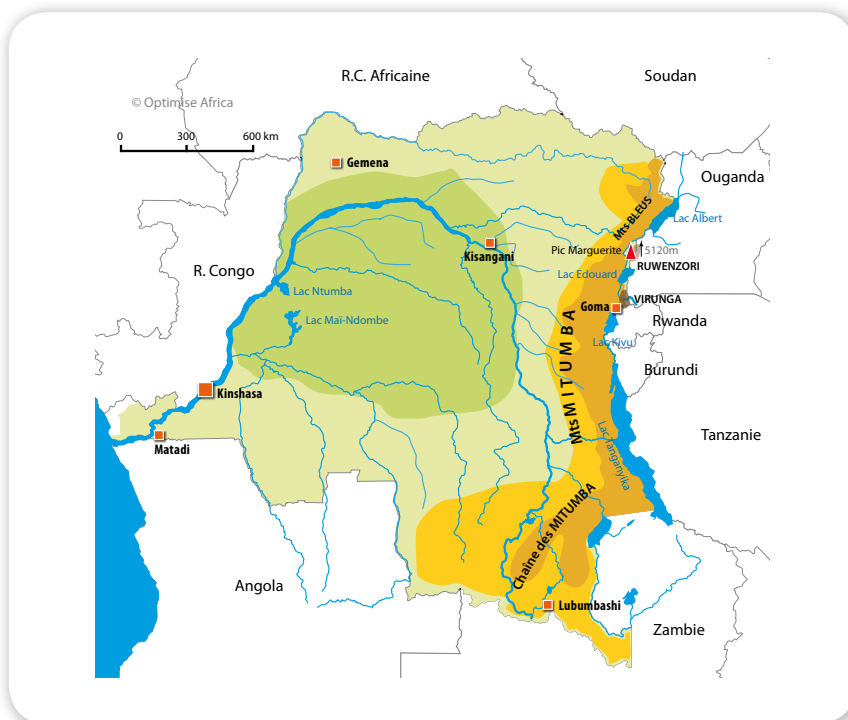 R.C. Africaine
Soudan
© Optimise Africa
0 300 600 km
Gemena
Ouganda
Mts BLEUS
Lac Albert
Kisangani
Pic Marguerite
5120m
RUWENZORI
R. Congo
Lac Edouard
Lac Ntumba
VIRUNGA
Goma
Lac Maï-Ndombe
Rwanda
Mts MITUMBA
Lac Kivu
Burundi
Kinshasa
Tanzanie
Matadi
Lac Tanganyika
Chaîne des MITUMBA
Angola
Lubumbashi
Zambie